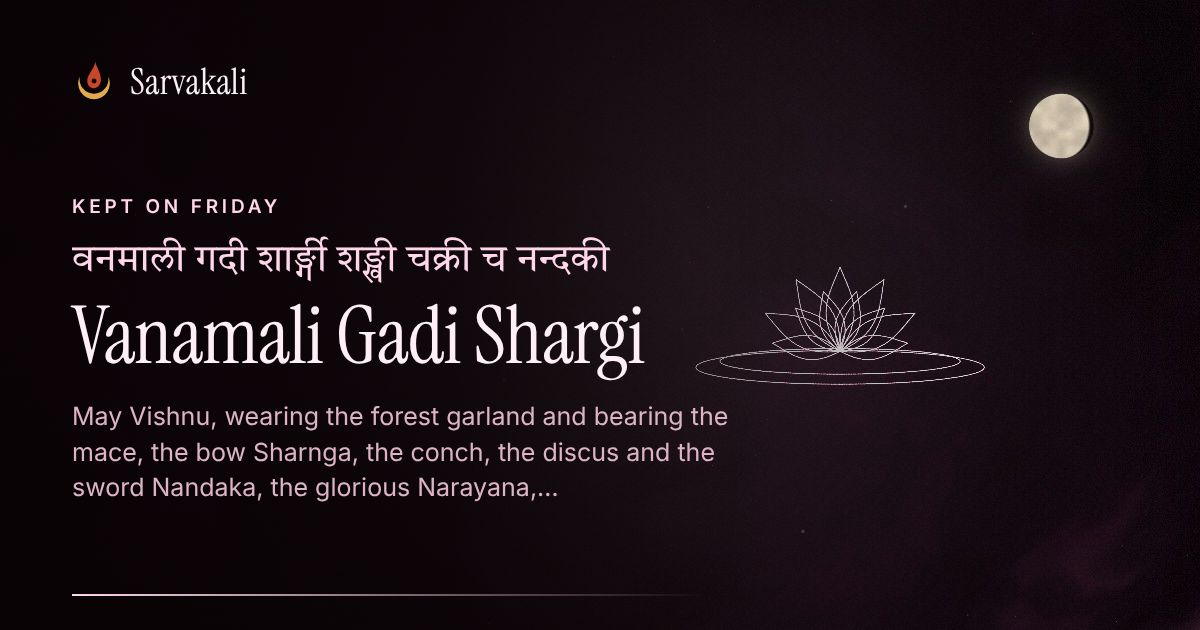 Sarvakali
KEPT ON FRIDAY
वनमाली गदी शार्ङ्गी शङ्खी चक्री च नन्दकी
Vanamali Gadi Shargi
May Vishnu, wearing the forest garland and bearing the
mace, the bow Sharnga, the conch, the discus and the
sword Nandaka, the glorious Narayana,...